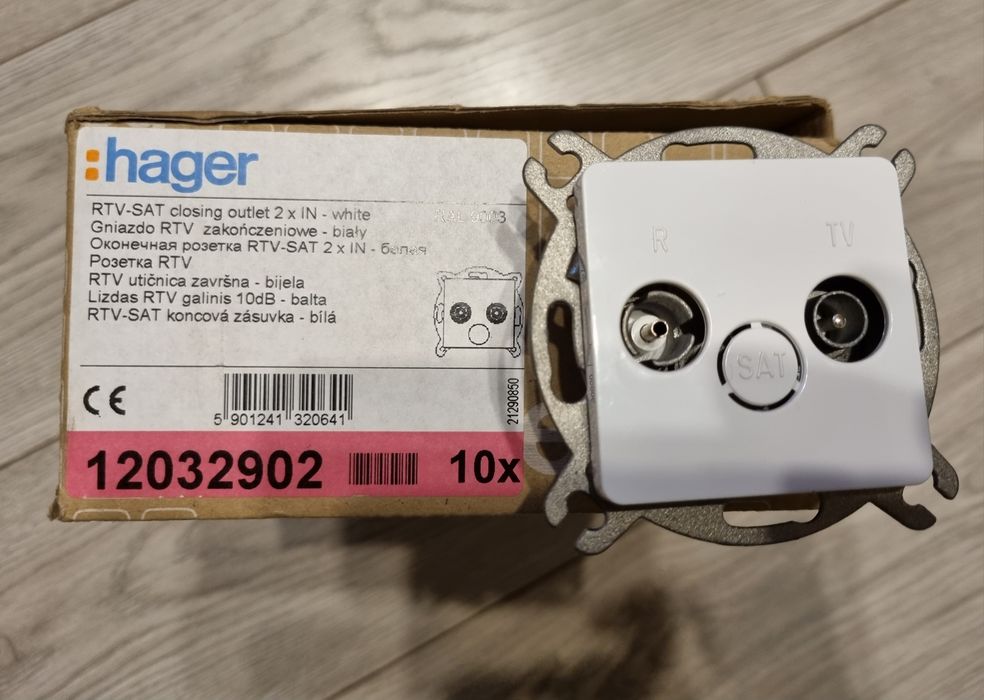 :hager
RTV-SAT closing outlet 2 x IN - white RAL 9003
Gniazdo RTV zakończeniowe - biały
Оконечная розетка RTV-SAT 2 x IN - белая
Розетка RTV
RTV utičnica završna - bijela
Lizdas RTV galinis 10dB - balta
RTV-SAT koncová zásuvka - bílá
CE
5 901241 320641
21290850
12032902 10x
R TV
SAT